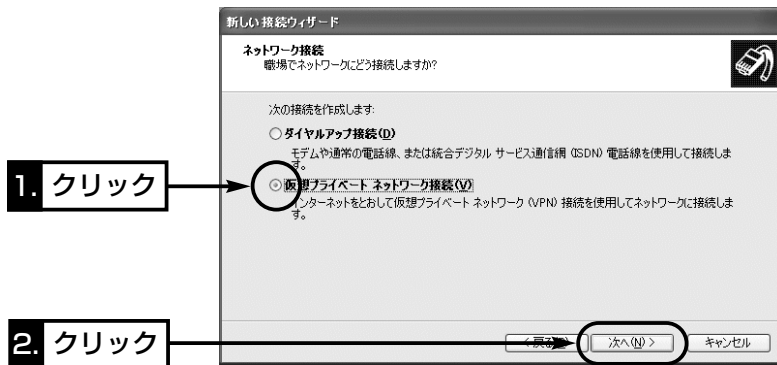 新しい接続ウィザード
ネットワーク接続
職場でネットワークにどう接続しますか?
次の接続を作成します:
ダイヤルアップ接続(D)
モデムや通常の電話線、または統合デジタル サービス通信網 (ISDN) 電話線を使用して接続しま
す。
1. クリック
仮想プライベート ネットワーク接続(V)
インターネットをとおして仮想プライベート ネットワーク (VPN) 接続を使用してネットワークに接続しま
す。
2. クリック
< 戻る
次へ(N) >
キャンセル